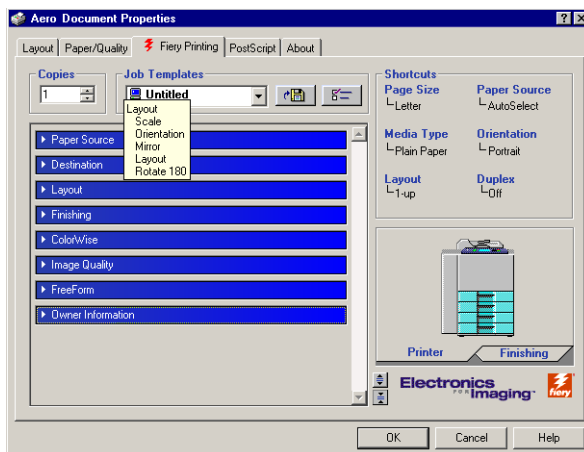 Aero Document Properties
Layout Paper/Quality Fiery Printing PostScript About
Copies
1
Job Templates
Untitled
Layout
Scale
Orientation
Mirror
Layout
Rotate 180
Paper Source
Destination
Layout
Finishing
ColorWise
Image Quality
FreeForm
Owner Information
Shortcuts
Page Size
Letter
Paper Source
AutoSelect
Media Type
Plain Paper
Orientation
Portrait
Layout
1-up
Duplex
Off
Printer Finishing
Electronics
FOR Imaging
fiery
OK Cancel Help